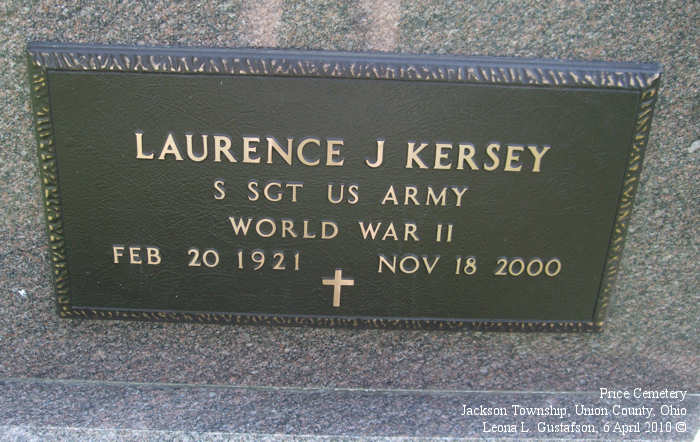 LAURENCE J KERSEY
S SGT US ARMY
WORLD WAR II
FEB 20 1921 NOV 18 2000
Price Cemetery
Jackson Township, Union County, Ohio
Leona L. Gustafson, 6 April 2010 ©